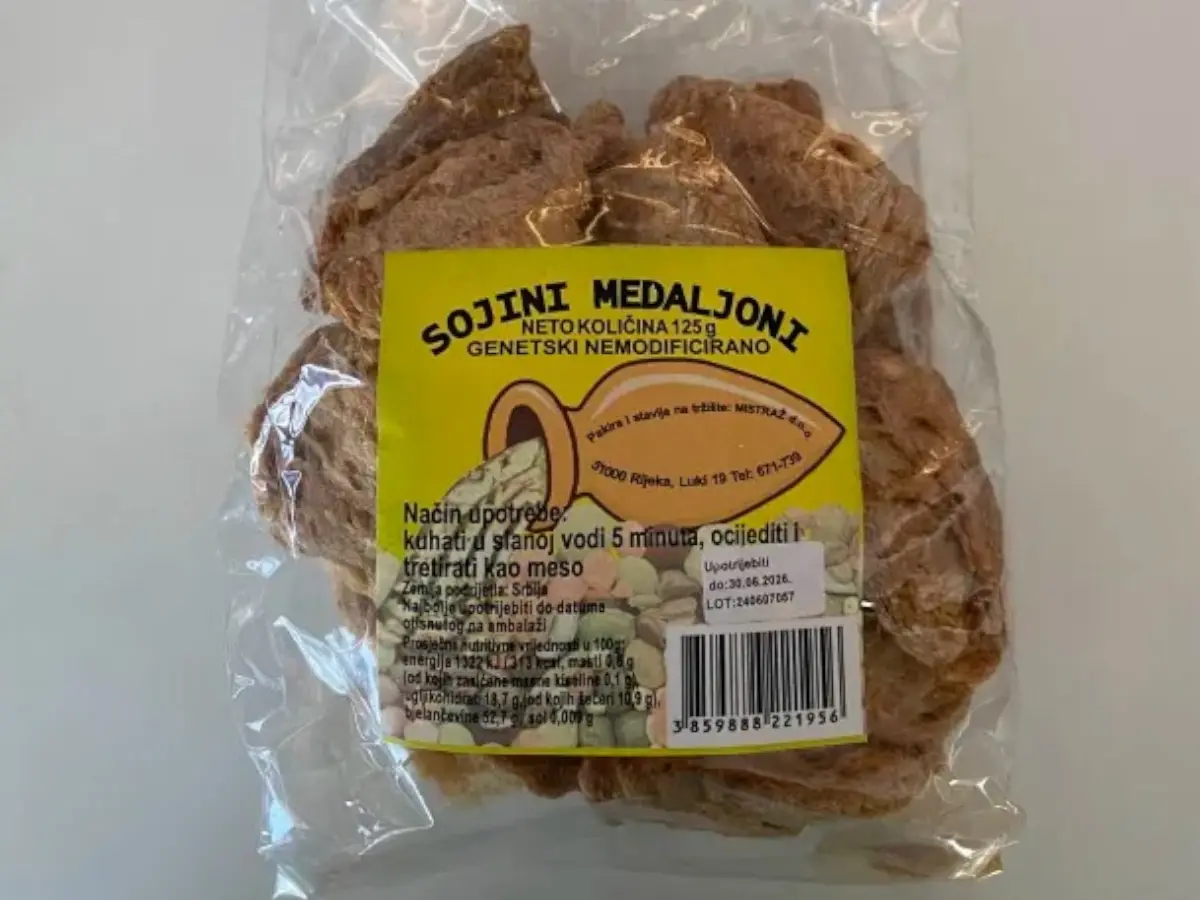 SOJINI MEDALJONI
NETO KOLIČINA 125 g
GENETSKI NEMODIFICIRANO
Pakira i stavlja na tržište: MISTRAŽ d.o.o
51000 Rijeka, Luki 19 Tel: 671-739
Način upotrebe:
kuhati u slanoj vodi 5 minuta, ocijediti i
tretirati kao meso
Zemlja podrijetla: Srbija
Najbolje upotrijebiti do datuma
otisnutog na ambalaži
Prosječne nutritivne vrijednosti u 100g:
energija 1322 kJ / 313 kcal, masti 0,6 g
(od kojih zasićene masne kiseline 0,1 g),
ugljikohidrati 18,7 g,(od kojih šećeri 10,9 g),
bjelančevine 52,7 g, sol 0,009 g
Upotrijebiti
do:30.06.2026.
LOT:240607057
3 859888 221956